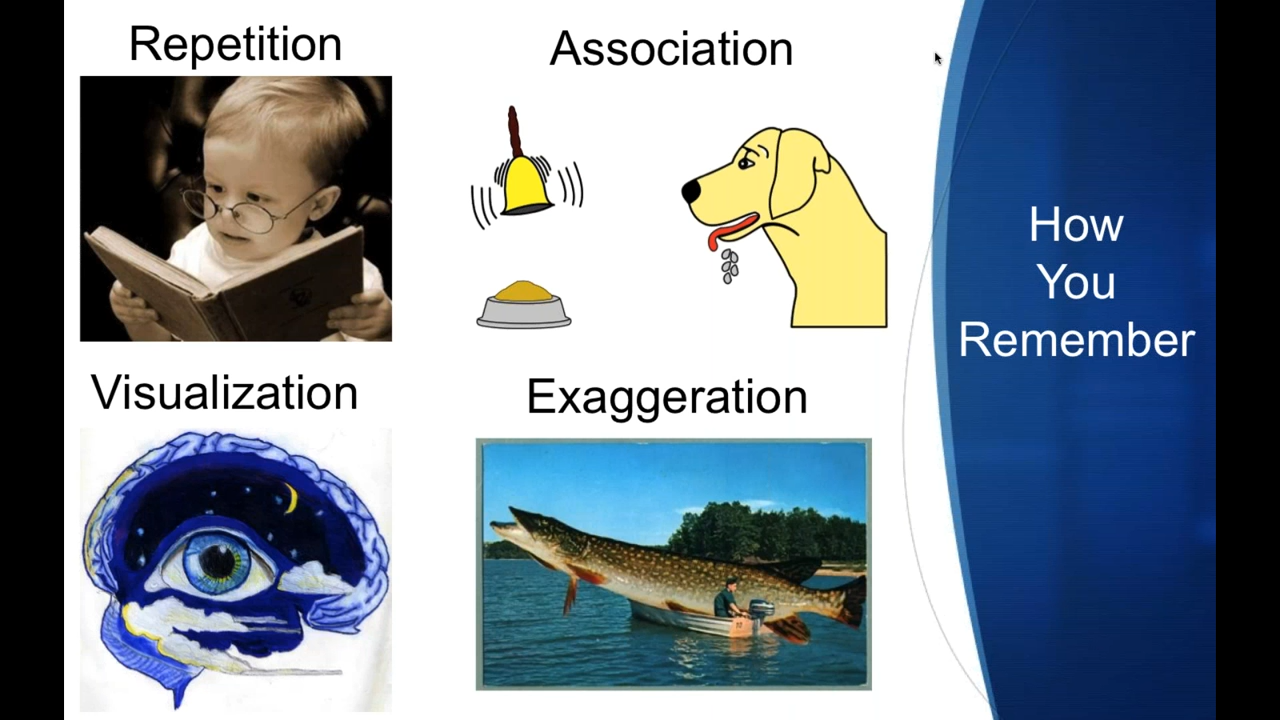 Repetition
Association
Visualization
Exaggeration
How
You
Remember